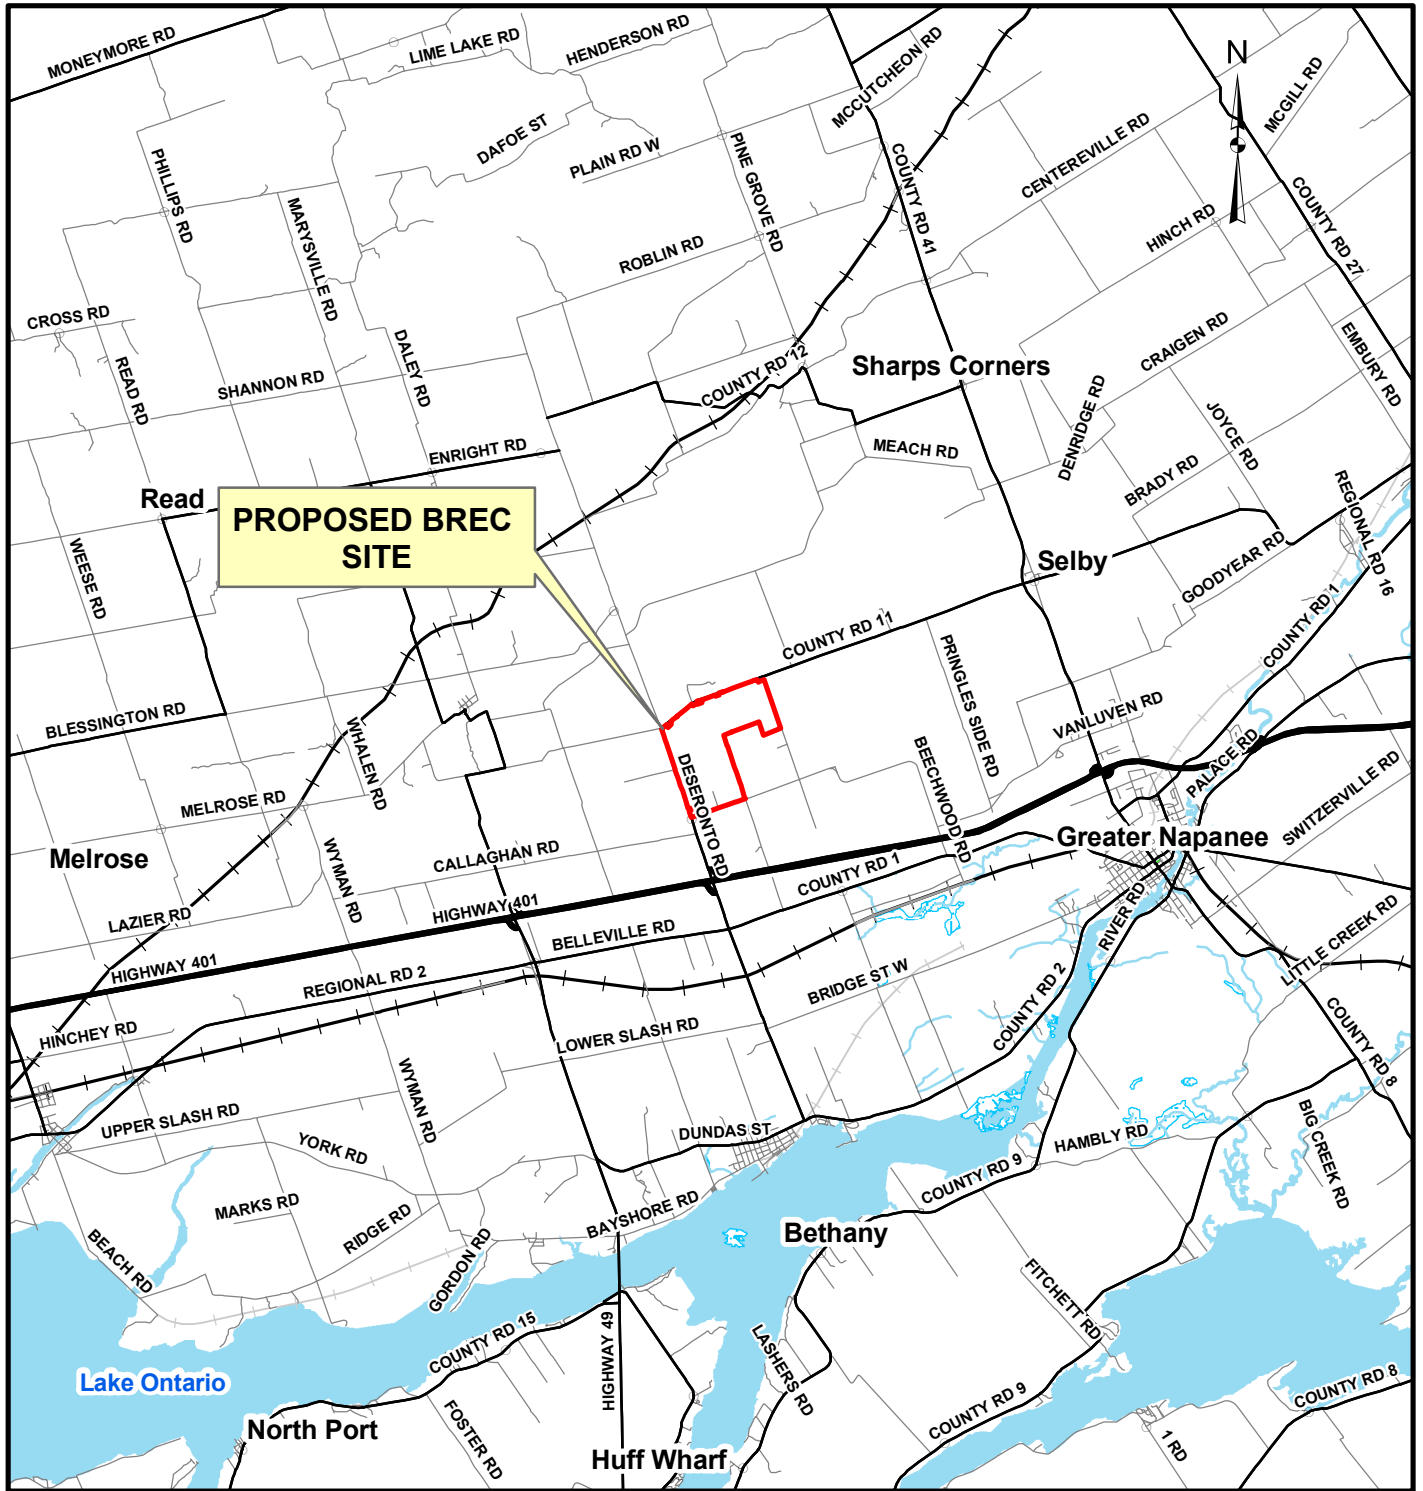 MONEYMORE RD
LIME LAKE RD
HENDERSON RD
MCCUTCHEON RD
N
MCGILL RD
DAFOE ST
PLAIN RD W
PINE GROVE RD
COUNTY RD 41
CENTEREVILLE RD
COUNTY RD 27
PHILLIPS RD
MARYSVILLE RD
ROBLIN RD
HINCH RD
CROSS RD
READ RD
SHANNON RD
DALEY RD
COUNTY RD 12
Sharps Corners
CRAIGEN RD
EMBURY RD
DENRIDGE RD
JOYCE RD
ENRIGHT RD
MEACH RD
BRADY RD
REGIONAL RD 16
Read
PROPOSED BREC
SITE
WEESE RD
Selby
GOODYEAR RD
COUNTY RD 1
COUNTY RD 11
PRINGLES SIDE RD
BLESSINGTON RD
WHALEN RD
VANLUVEN RD
PALACE RD
DESERONTO RD
BEECHWOOD RD
SWITZERVILLE RD
MELROSE RD
Melrose
WYMAN RD
CALLAGHAN RD
Greater Napanee
COUNTY RD 1
LAZIER RD
HIGHWAY 401
RIVER RD
BELLEVILLE RD
LITTLE CREEK RD
HIGHWAY 401
REGIONAL RD 2
BRIDGE ST W
COUNTY RD 2
COUNTY RD 8
HINCHEY RD
LOWER SLASH RD
WYMAN RD
UPPER SLASH RD
YORK RD
DUNDAS ST
HAMBLY RD
BIG CREEK RD
COUNTY RD 9
MARKS RD
RIDGE RD
BAYSHORE RD
Bethany
BEACH RD
GORDON RD
FITCHETT RD
COUNTY RD 15
HIGHWAY 49
LASHERS RD
Lake Ontario
COUNTY RD 9
COUNTY RD 8
North Port
FOSTER RD
Huff Wharf
1 RD